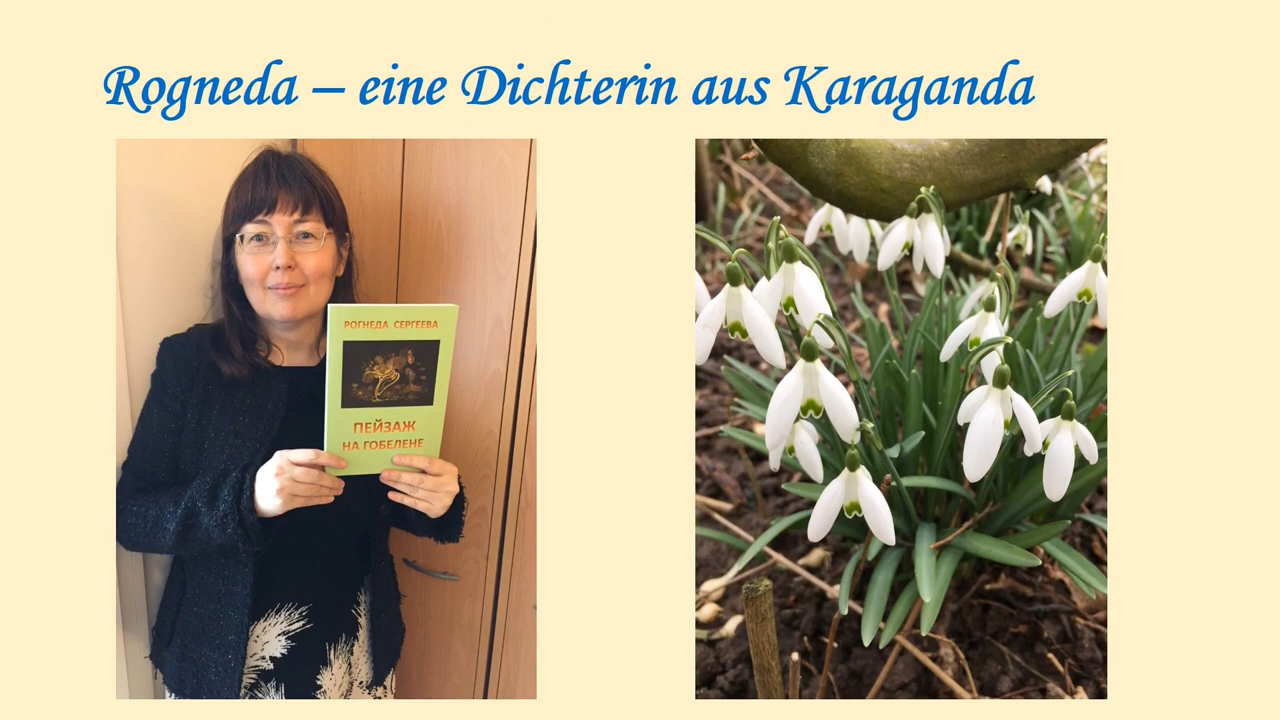 Rogneda – eine Dichterin aus Karaganda
РОГНЕДА СЕРГЕЕВА
ПЕЙЗАЖ
НА ГОБЕЛЕНЕ